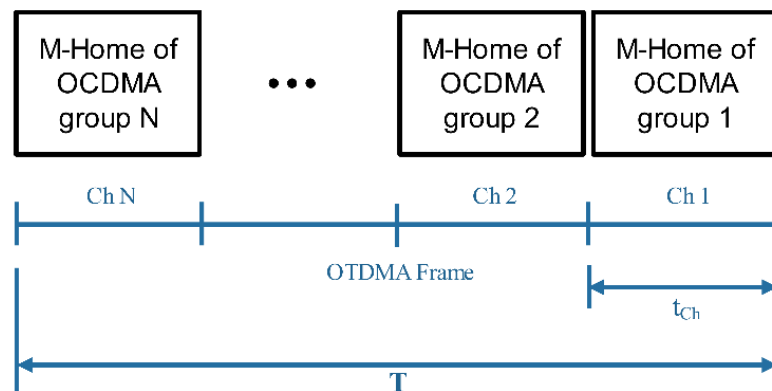 M-Home of
OCDMA
group N
...
M-Home of
OCDMA
group 2
M-Home of
OCDMA
group 1
Ch N
Ch 2
Ch 1
OTDMA Frame
tCh
T